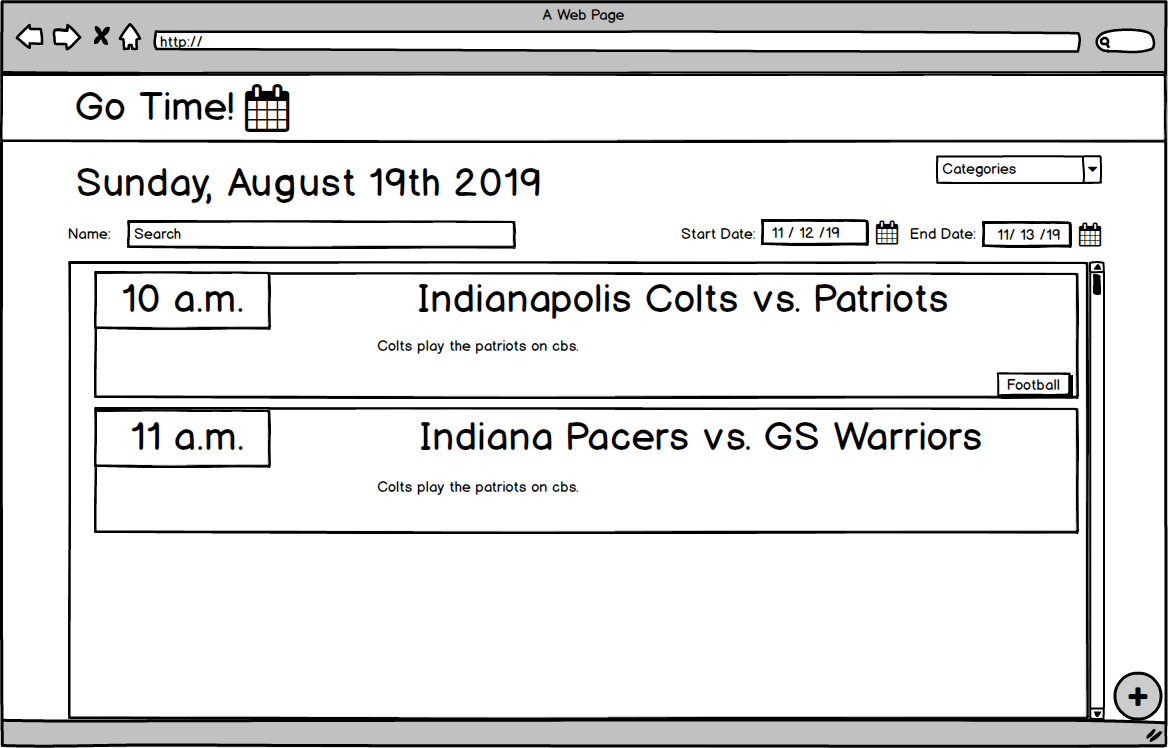 A Web Page
http://
Go Time!
Sunday, August 19th 2019
Categories
Name: Search Start Date: 11 / 12 /19 End Date: 11/ 13 /19
10 a.m. Indianapolis Colts vs. Patriots
Colts play the patriots on cbs.
Football
11 a.m. Indiana Pacers vs. GS Warriors
Colts play the patriots on cbs.